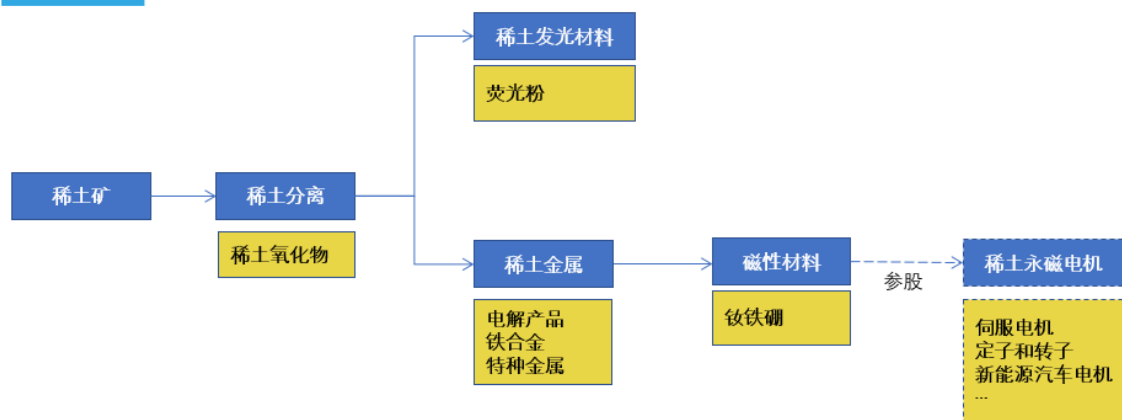 稀土发光材料
荧光粉
稀土矿
稀土分离
稀土氧化物
稀土金属
电解产品
铁合金
特种金属
磁性材料
钕铁硼
参股
稀土永磁电机
伺服电机
定子和转子
新能源汽车电机
...